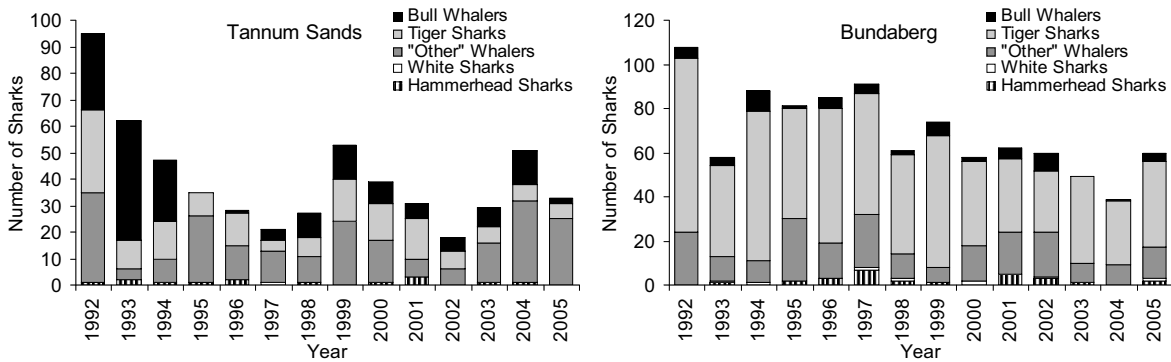 Tannum Sands
Bull Whalers
Tiger Sharks
"Other" Whalers
White Sharks
Hammerhead Sharks
Number of Sharks
100
90
80
70
60
50
40
30
20
10
0
1992
1993
1994
1995
1996
1997
1998
1999
2000
2001
2002
2003
2004
2005
Year
Bundaberg
Bull Whalers
Tiger Sharks
"Other" Whalers
White Sharks
Hammerhead Sharks
Number of Sharks
120
100
80
60
40
20
0
1992
1993
1994
1995
1996
1997
1998
1999
2000
2001
2002
2003
2004
2005
Year